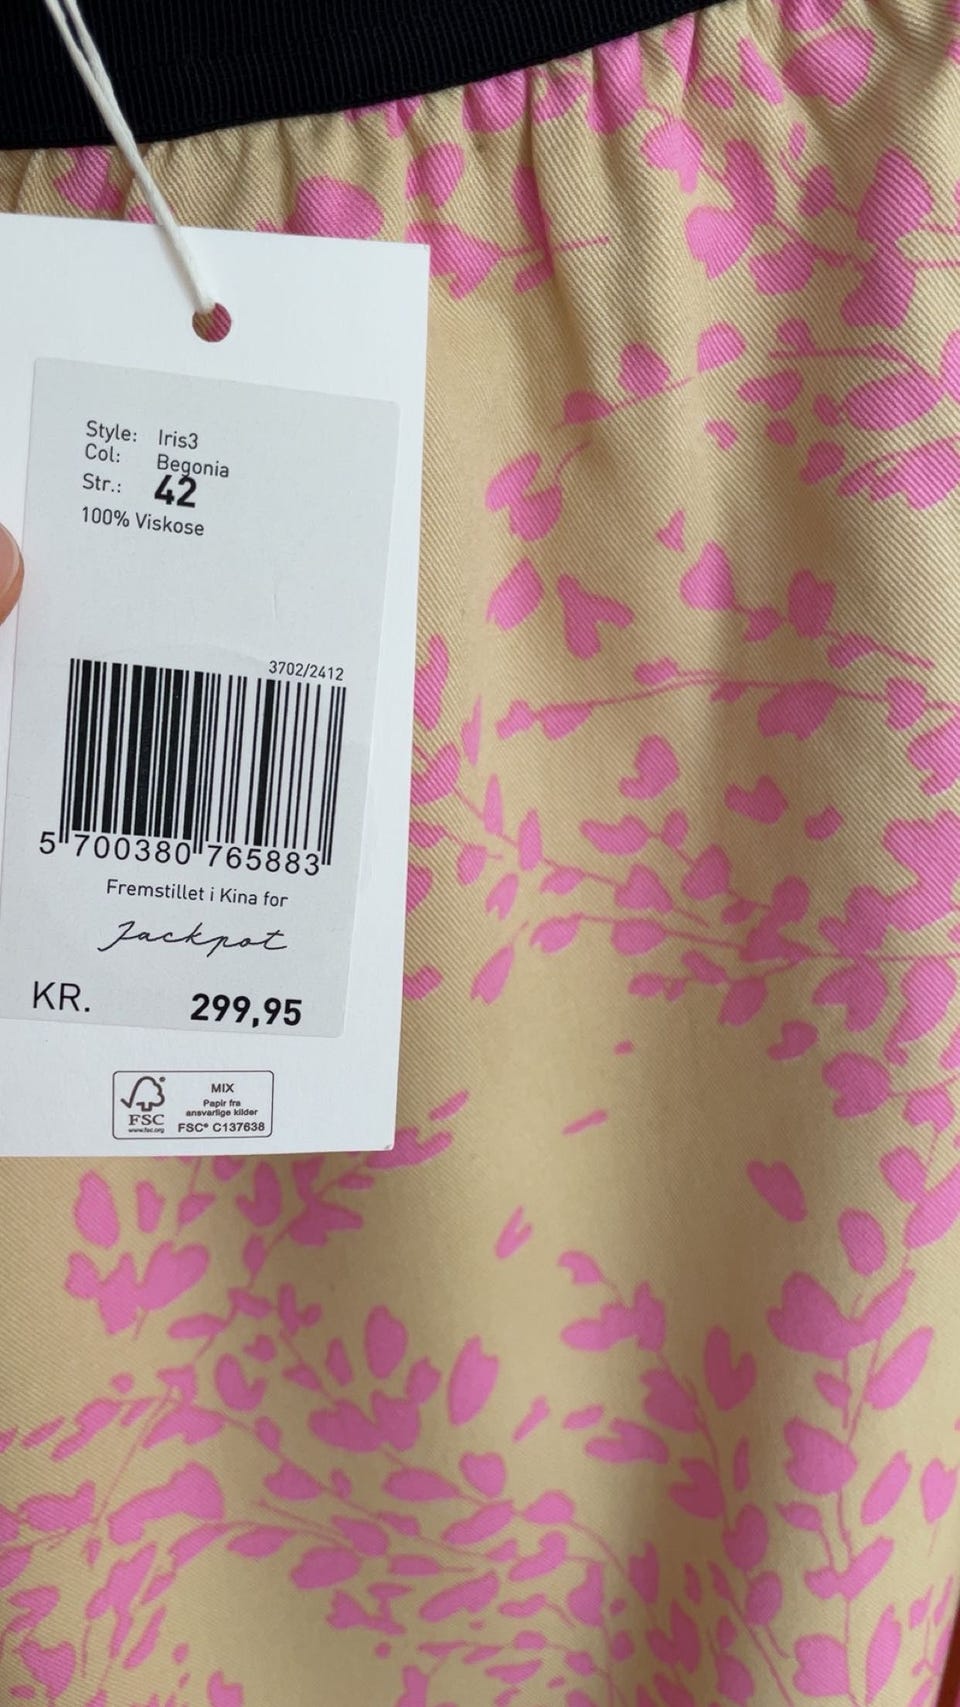 Style: Iris3
Col: Begonia
Str.: 42
100% Viskose
3702/2412
5 700380 765883
Fremstillet i Kina for
Jackpot
KR. 299,95
FSC
www.fsc.org
MIX
Papir fra
ansvarlige kilder
FSC® C137638